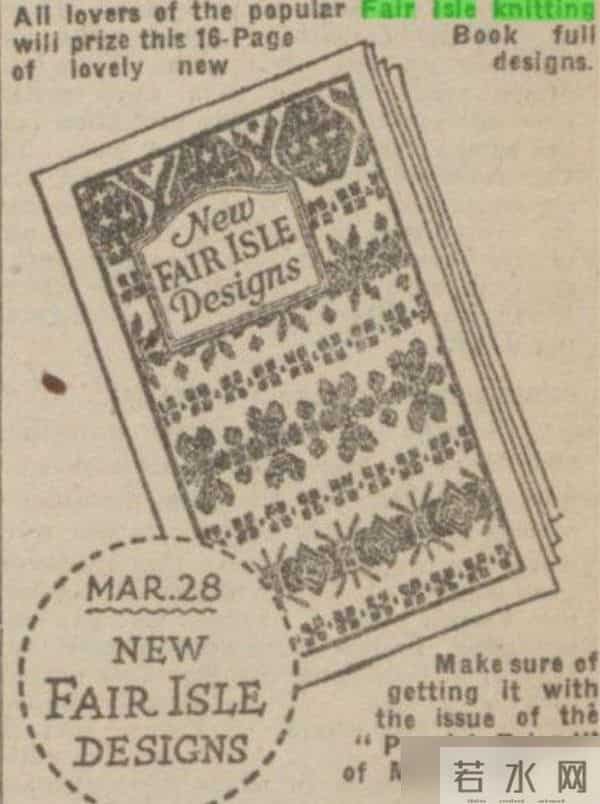 All lovers of the popular Fair Isle knitting
will prize this 16-Page Book full
of lovely new designs.
New
FAIR ISLE
Designs
MAR.28
NEW
FAIR ISLE
DESIGNS
Make sure of
getting it with
the issue of the
of
若水网